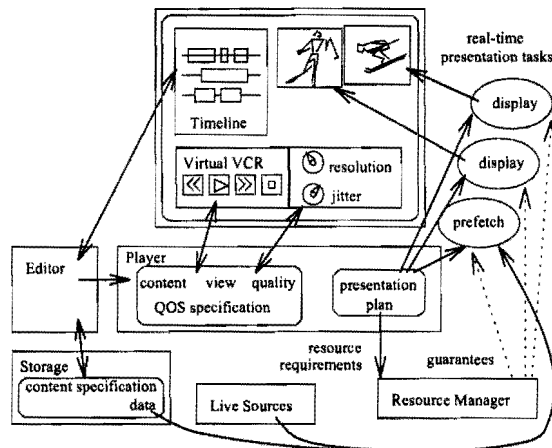 real-time
presentation tasks
Timeline
display
display
prefetch
Virtual VCR
resolution
jitter
Editor
Player
content view quality
QOS specification
presentation
plan
resource
requirements
guarantees
Storage
content specification
data
Live Sources
Resource Manager